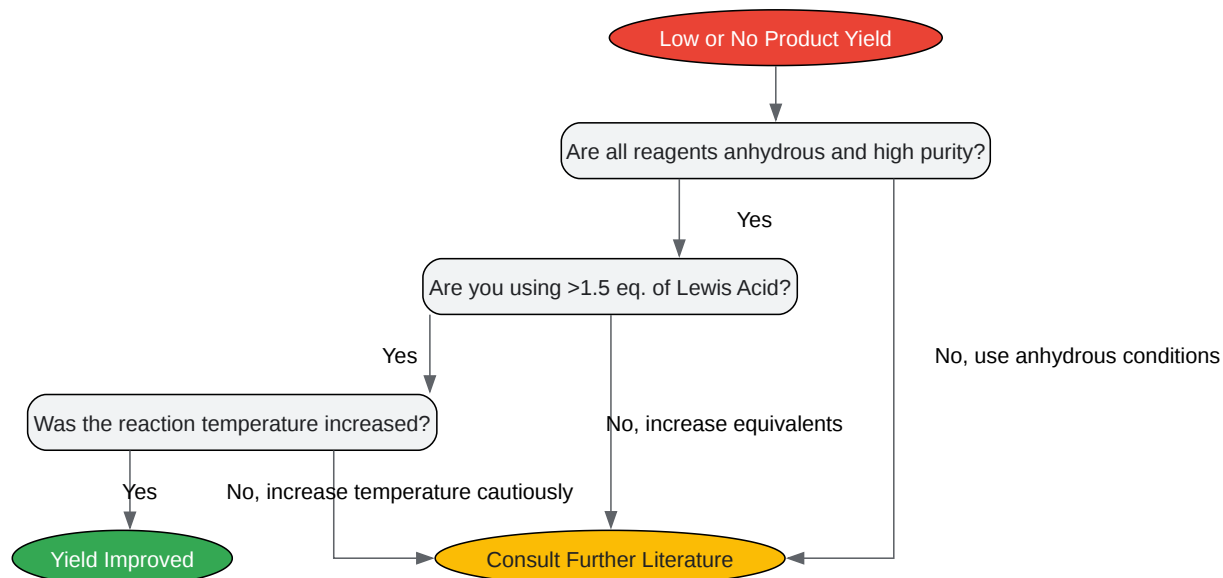 Low or No Product Yield
Are all reagents anhydrous and high purity?
Yes
Are you using >1.5 eq. of Lewis Acid?
Yes
No, use anhydrous conditions
Was the reaction temperature increased?
No, increase equivalents
Yes
No, increase temperature cautiously
Yield Improved
Consult Further Literature